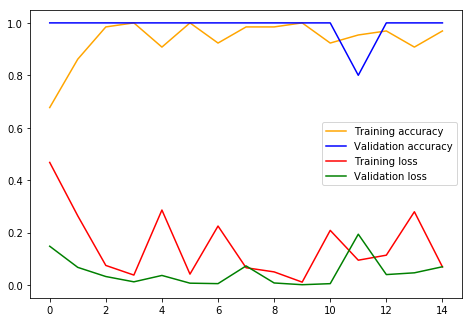 1.0
0.8
0.6
0.4
0.2
0.0
Training accuracy
Validation accuracy
Training loss
Validation loss
0 2 4 6 8 10 12 14